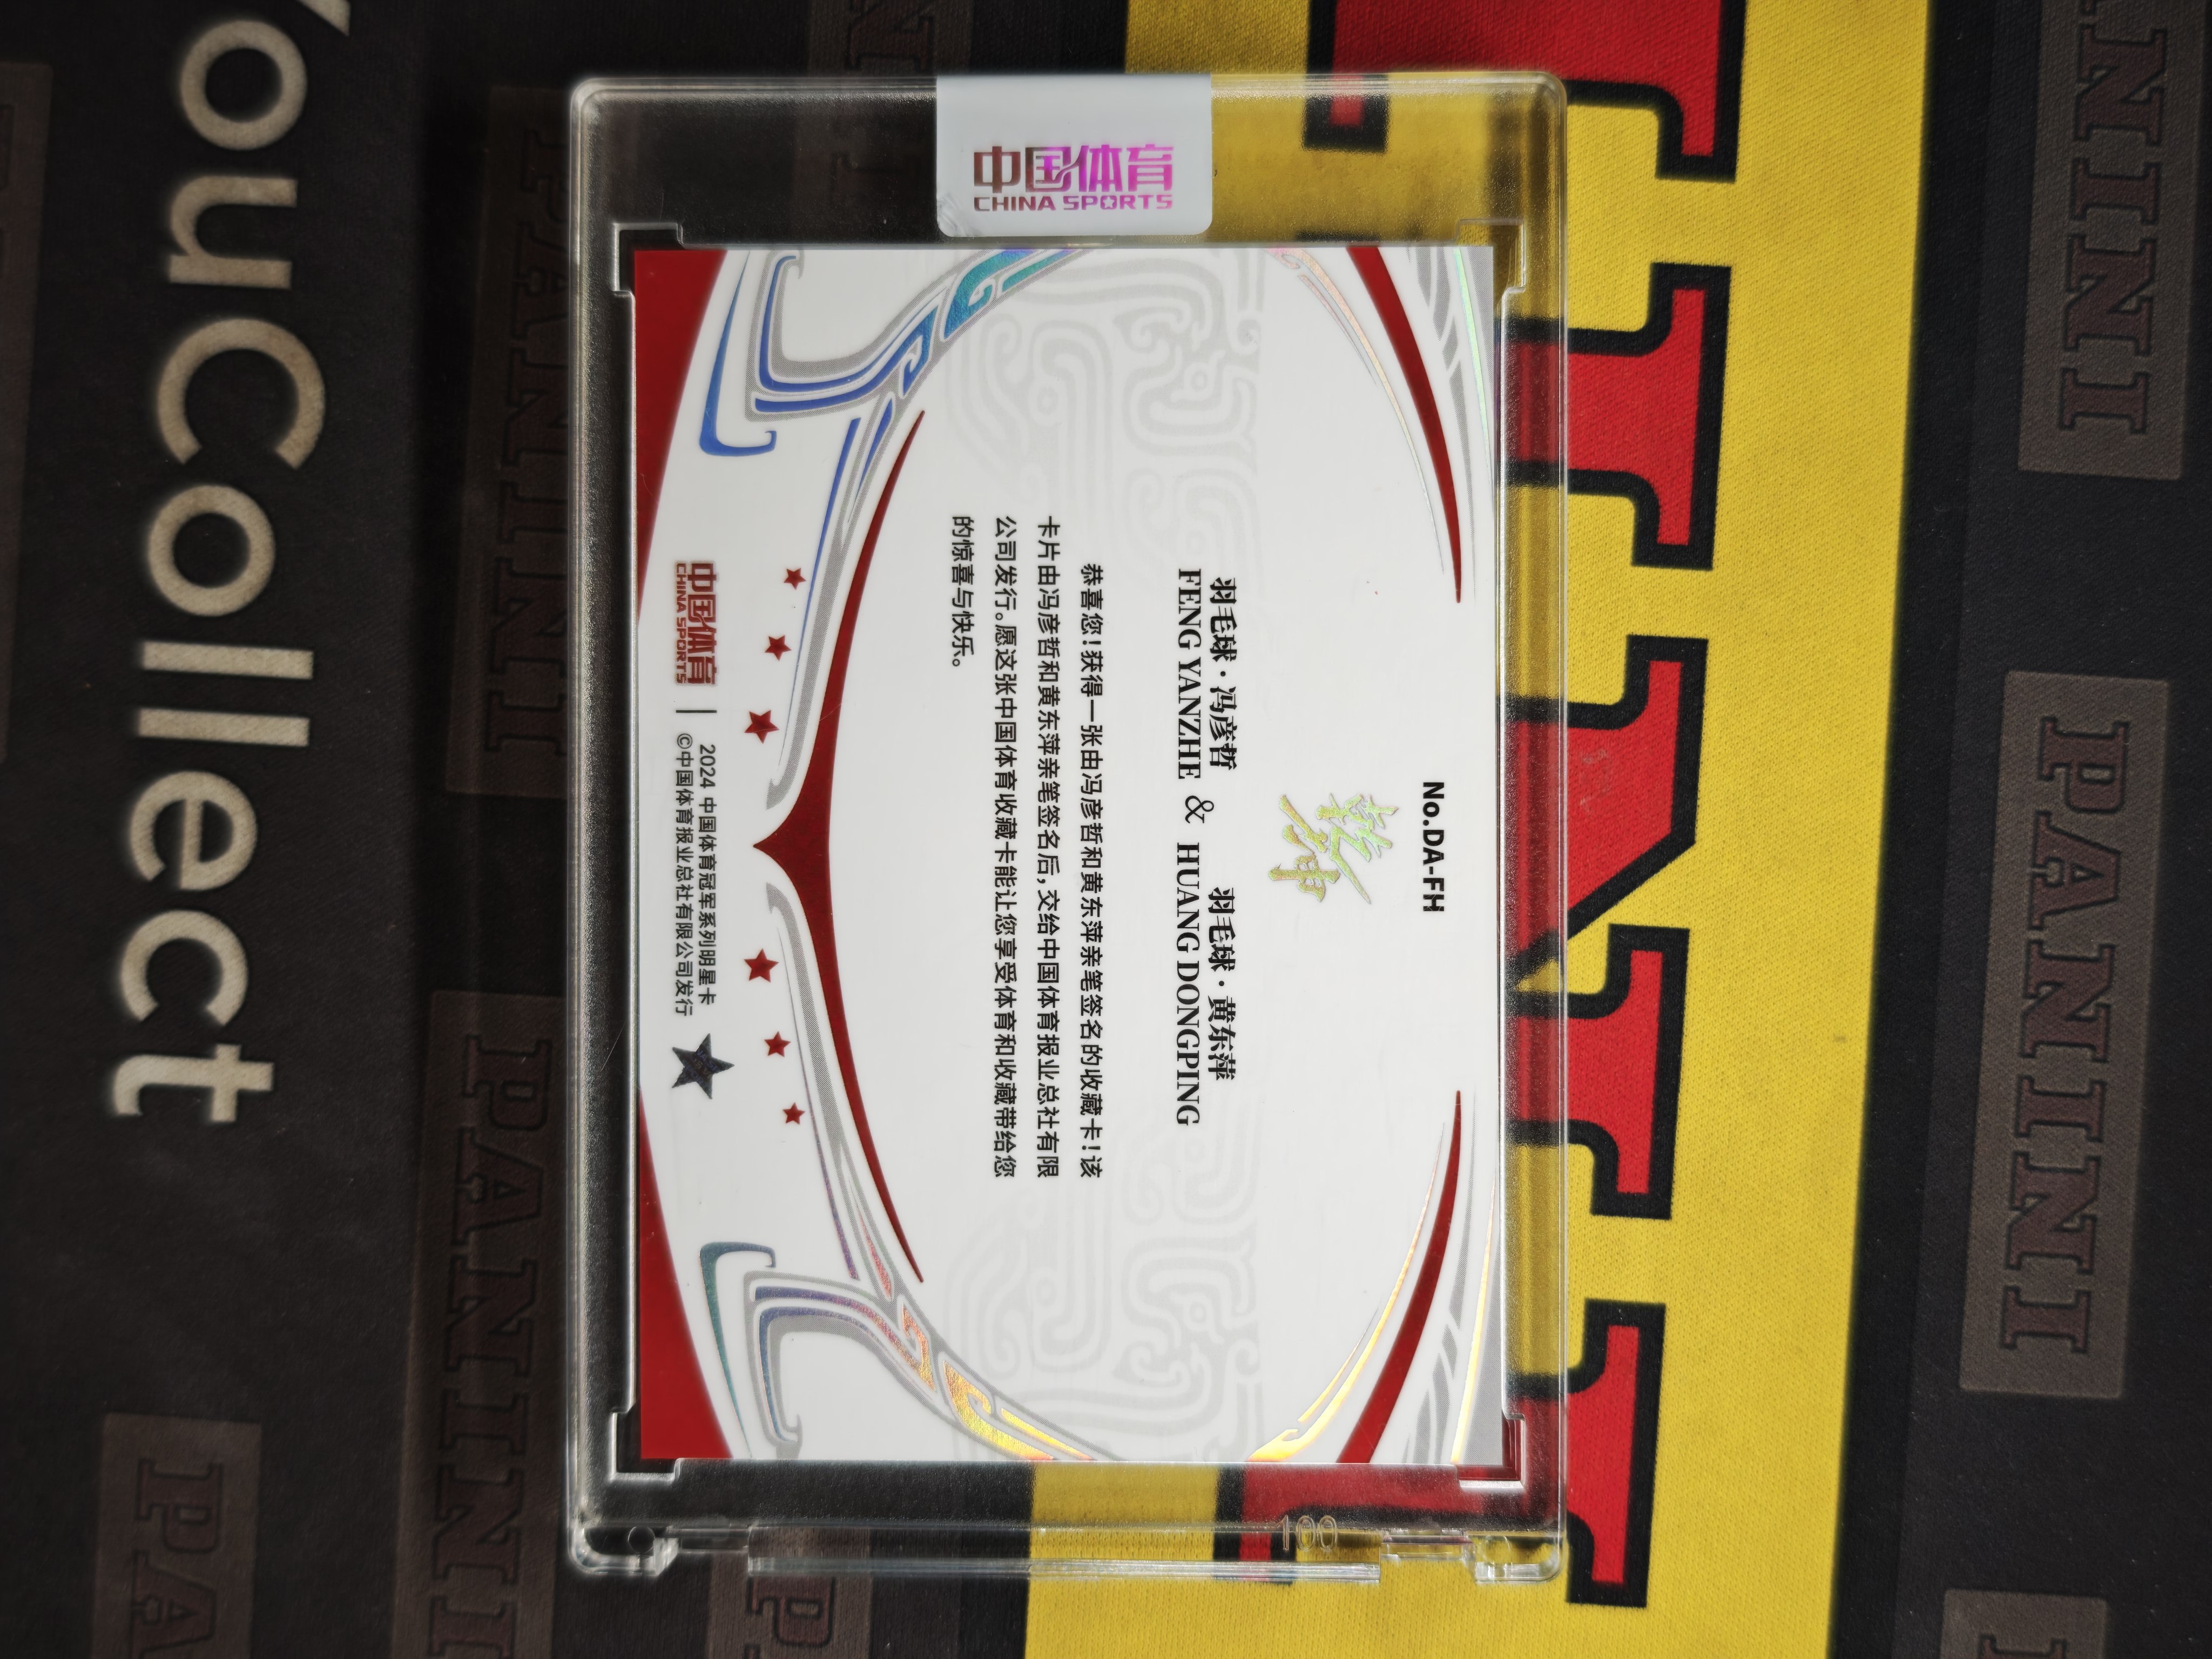 中国体育
CHINA SPORTS
No.DA-FH
羽毛球·冯彦哲 羽毛球·黄东萍
FENG YANZHE & HUANG DONGPING
恭喜您！获得一张由冯彦哲和黄东萍亲笔签名的收藏卡！该
卡片由冯彦哲和黄东萍亲笔签名后，交给中国体育报业总社有限
公司发行。愿这张中国体育收藏卡能让您享受体育和收藏带给您
的惊喜与快乐。
中国体育
CHINA SPORTS
2024 中国体育冠军系列明星卡
©中国体育报业总社有限公司发行
100
YouCollect
PANINI
PANINI
PANINI
PANINI